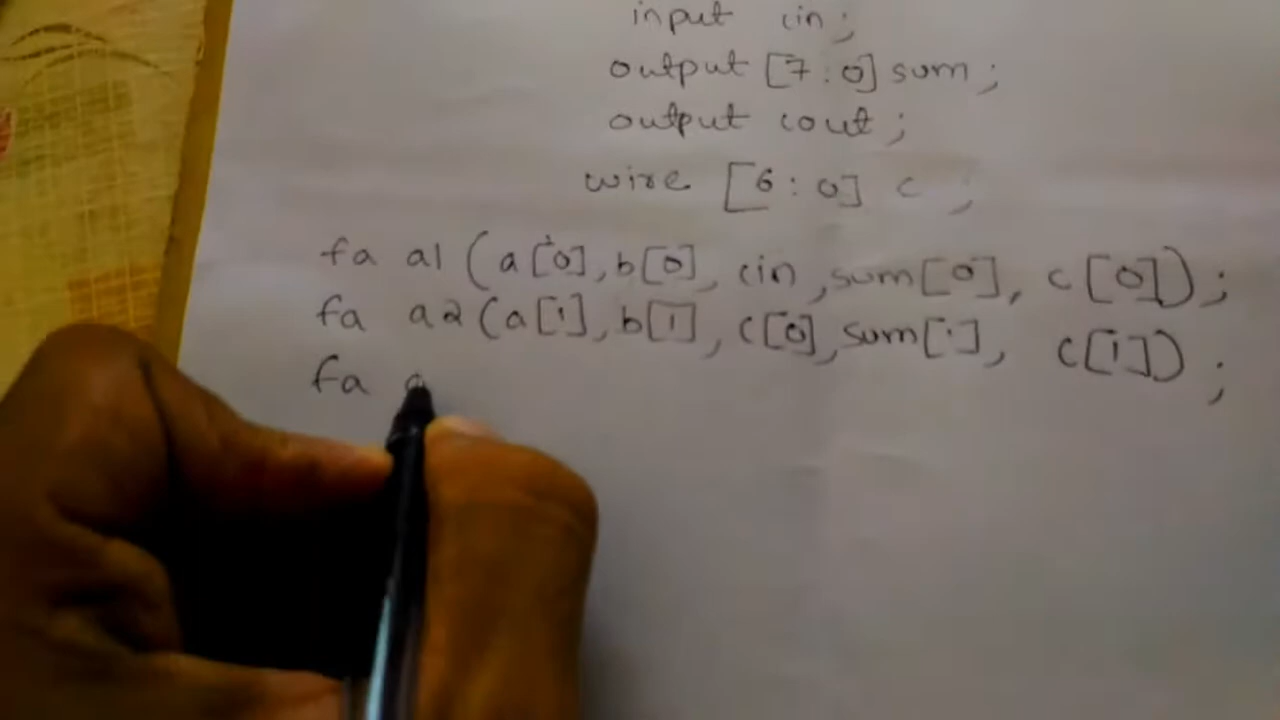 input cin;
output [7:0] sum;
output cout;
wire [6:0] c ;
fa a1 (a[0], b[0], cin, sum[0], c[0]);
fa a2 (a[1], b[1], c[0], sum[1], c[1]);
fa a